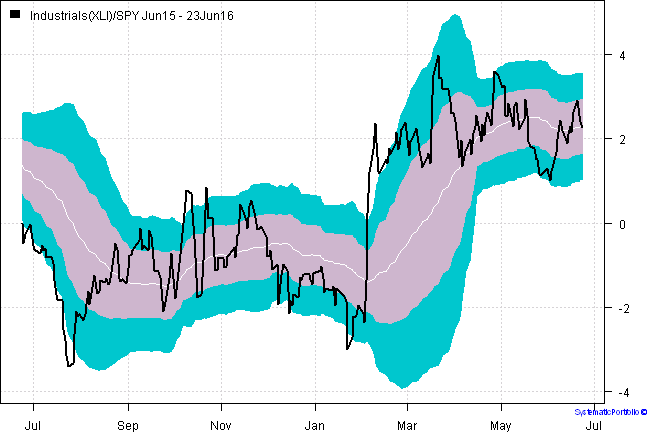 Industrials(XLI)/SPY Jun15 - 23Jun16
4
2
0
-2
-4
Jul Sep Nov Jan Mar May Jul
SystematicPortfolio ©